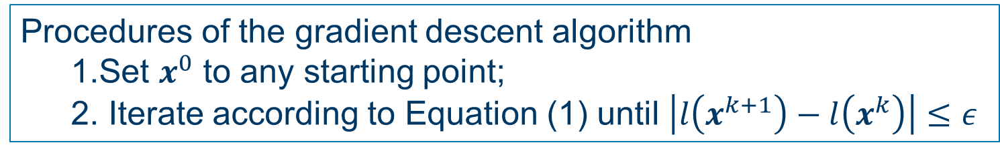 Procedures of the gradient descent algorithm
1.Set 𝒙⁰ to any starting point;
2. Iterate according to Equation (1) until |𝑙(𝒙ᵏ⁺¹) − 𝑙(𝒙ᵏ)| ≤ 𝜖